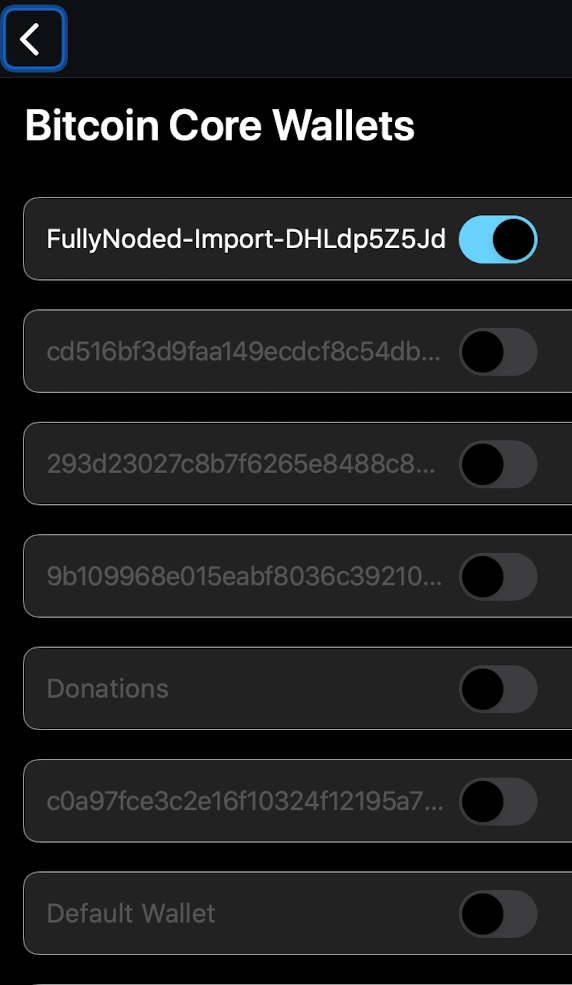 Bitcoin Core Wallets
FullyNoded-Import-DHLdp5Z5Jd
cd516bf3d9faa149ecdcf8c54db...
293d23027c8b7f6265e8488c8...
9b109968e015eabf8036c39210...
Donations
c0a97fce3c2e16f10324f12195a7...
Default Wallet